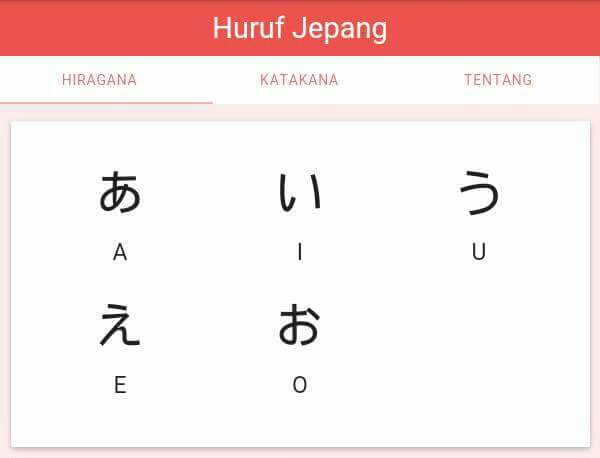 Huruf Jepang
HIRAGANA KATAKANA TENTANG
あ い う
A I U
え お
E O